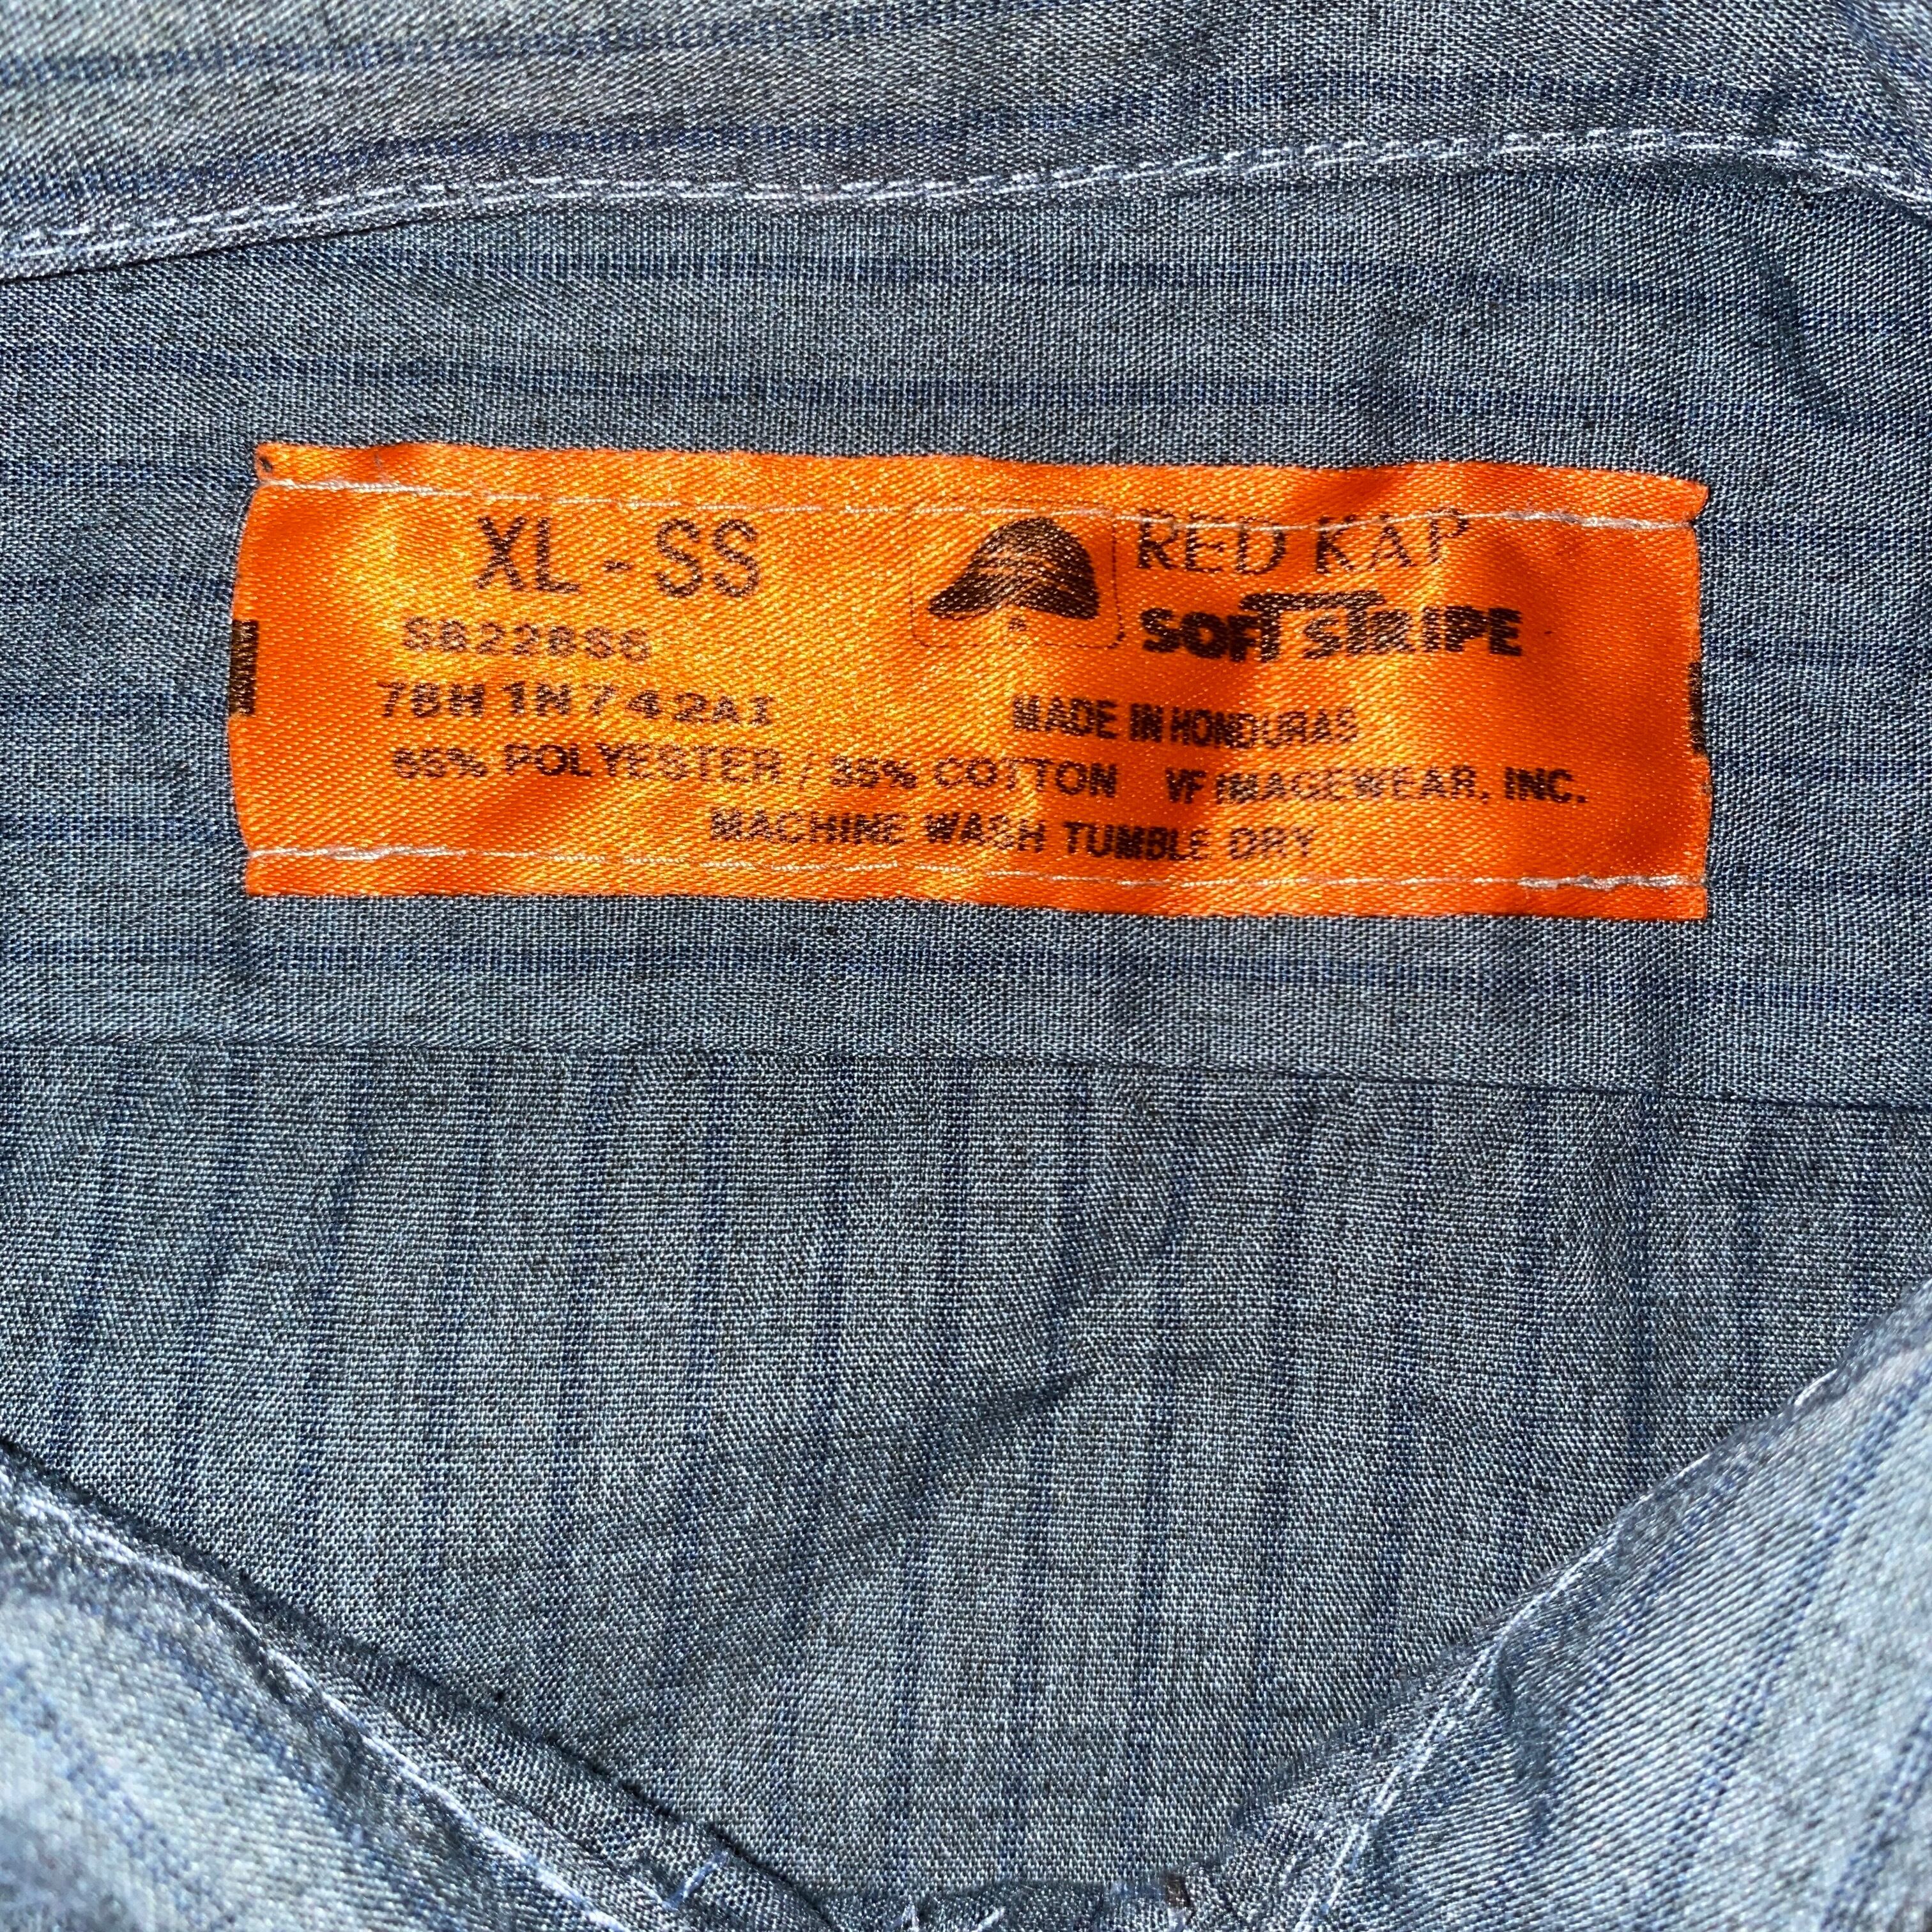 XL - SS
RED KAP
SOFT STRIPE
78H 1N742AI
MADE IN HONDURAS
65% POLYESTER / 35% COTTON VF IMAGEWEAR, INC.
MACHINE WASH TUMBLE DRY